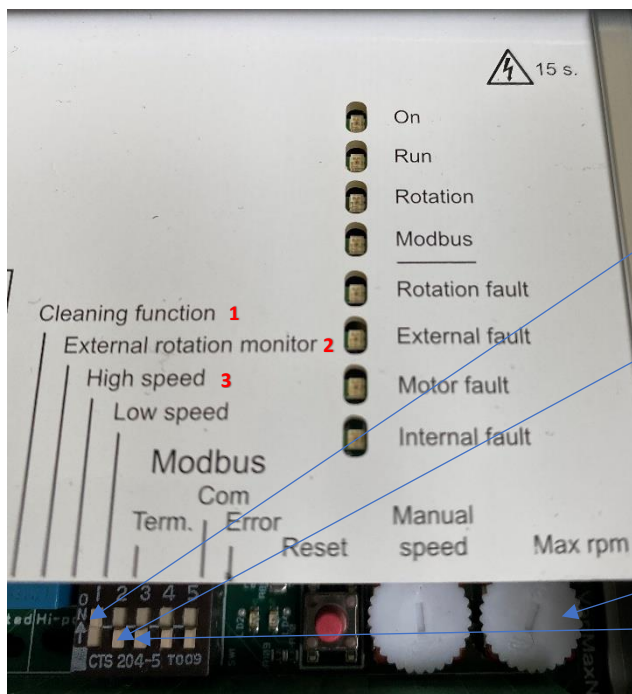 15 s.
On
Run
Rotation
Modbus
Rotation fault
External fault
Motor fault
Internal fault
Cleaning function 1
External rotation monitor 2
High speed 3
Low speed
Modbus
Com
Term. Error
Reset
Manual
speed
Max rpm
1 2 3 4 5
ON
CTS 204-5 T009